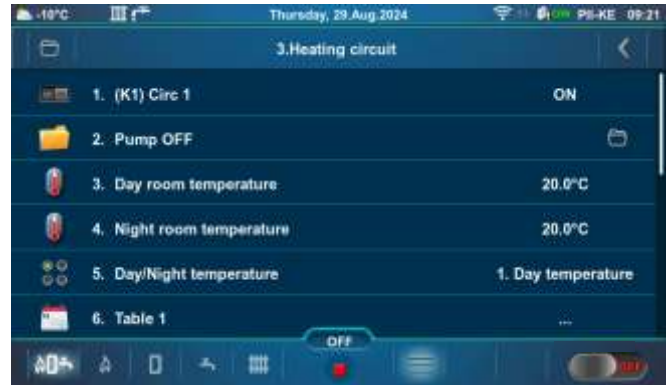 -10°C Thursday, 29.Aug 2024 PII-KE 09:21
3.Heating circuit
1. (K1) Circ 1 ON
2. Pump OFF
3. Day room temperature 20.0°C
4. Night room temperature 20.0°C
5. Day/Night temperature 1. Day temperature
6. Table 1 ...
OFF
OFF